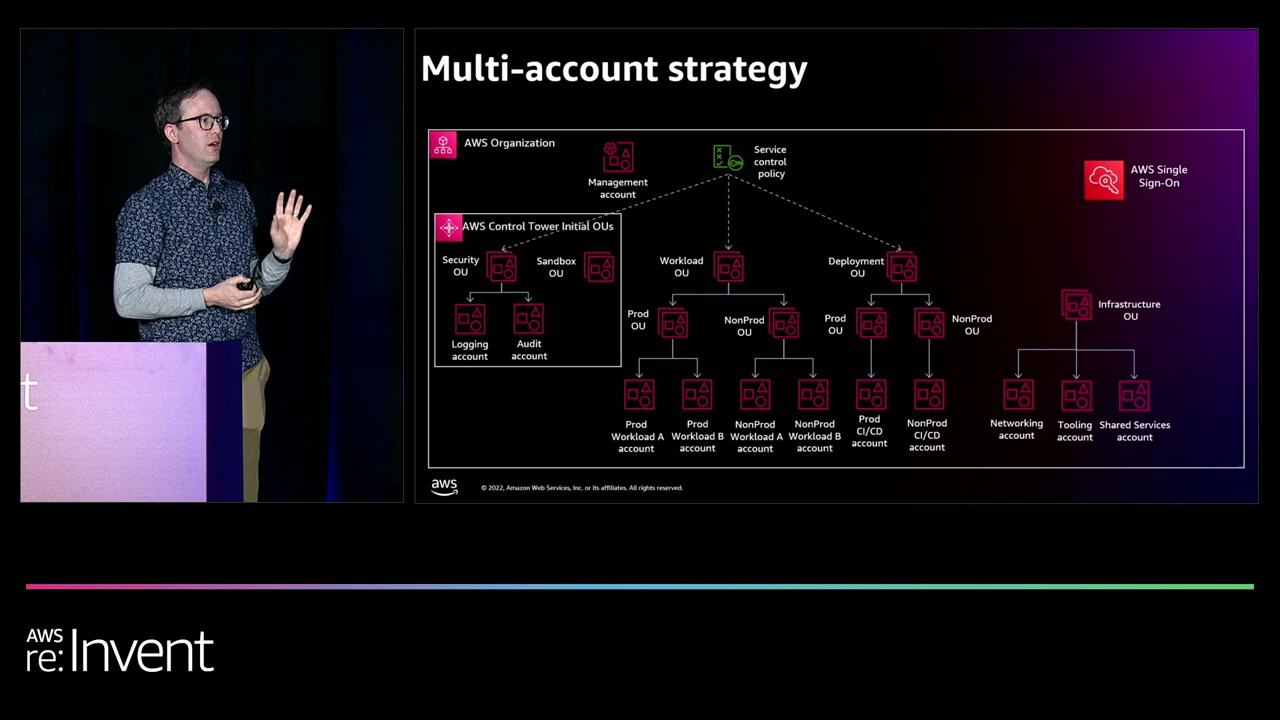 Multi-account strategy
AWS Organization
Management
account
Service
control
policy
AWS Single
Sign-On
AWS Control Tower Initial OUs
Security
OU
Sandbox
OU
Workload
OU
Deployment
OU
Infrastructure
OU
Logging
account
Audit
account
Prod
OU
NonProd
OU
Prod
OU
NonProd
OU
Prod
Workload A
account
Prod
Workload B
account
NonProd
Workload A
account
NonProd
Workload B
account
Prod
CI/CD
account
NonProd
CI/CD
account
Networking
account
Tooling
account
Shared Services
account
aws
© 2022, Amazon Web Services, Inc. or its affiliates. All rights reserved.
t
AWS
re:Invent